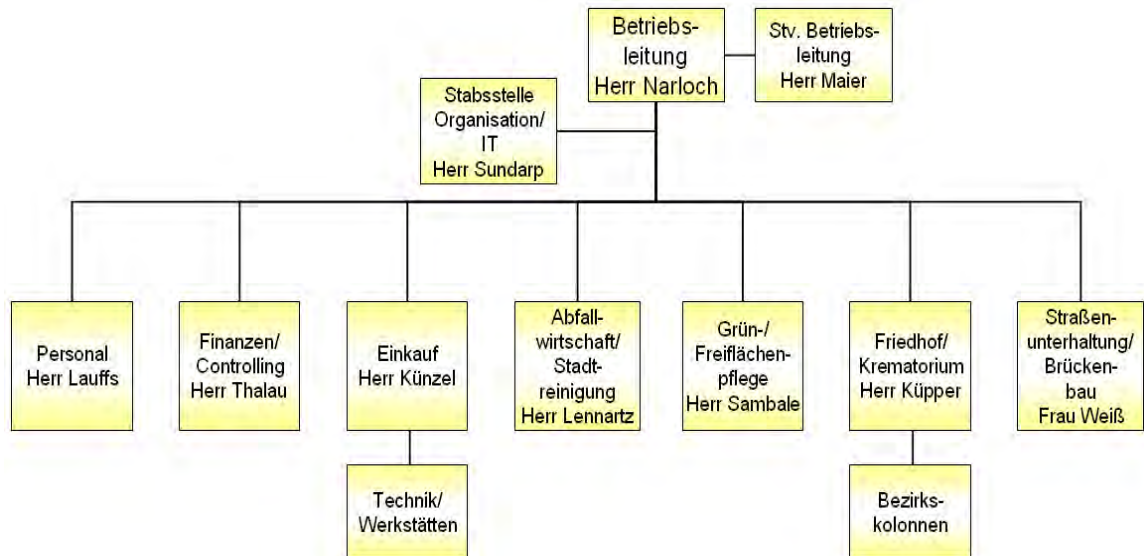 Betriebs-
leitung
Herr Narloch
Stv. Betriebs-
leitung
Herr Maier
Stabsstelle
Organisation/
IT
Herr Sundarp
Personal
Herr Lauffs
Finanzen/
Controlling
Herr Thalau
Einkauf
Herr Künzel
Abfall-
wirtschaft/
Stadt-
reinigung
Herr Lennartz
Grün-/
Freiflächen-
pflege
Herr Sambale
Friedhof/
Krematorium
Herr Küpper
Straßen-
unterhaltung/
Brücken-
bau
Frau Weiß
Technik/
Werkstätten
Bezirks-
kolonnen